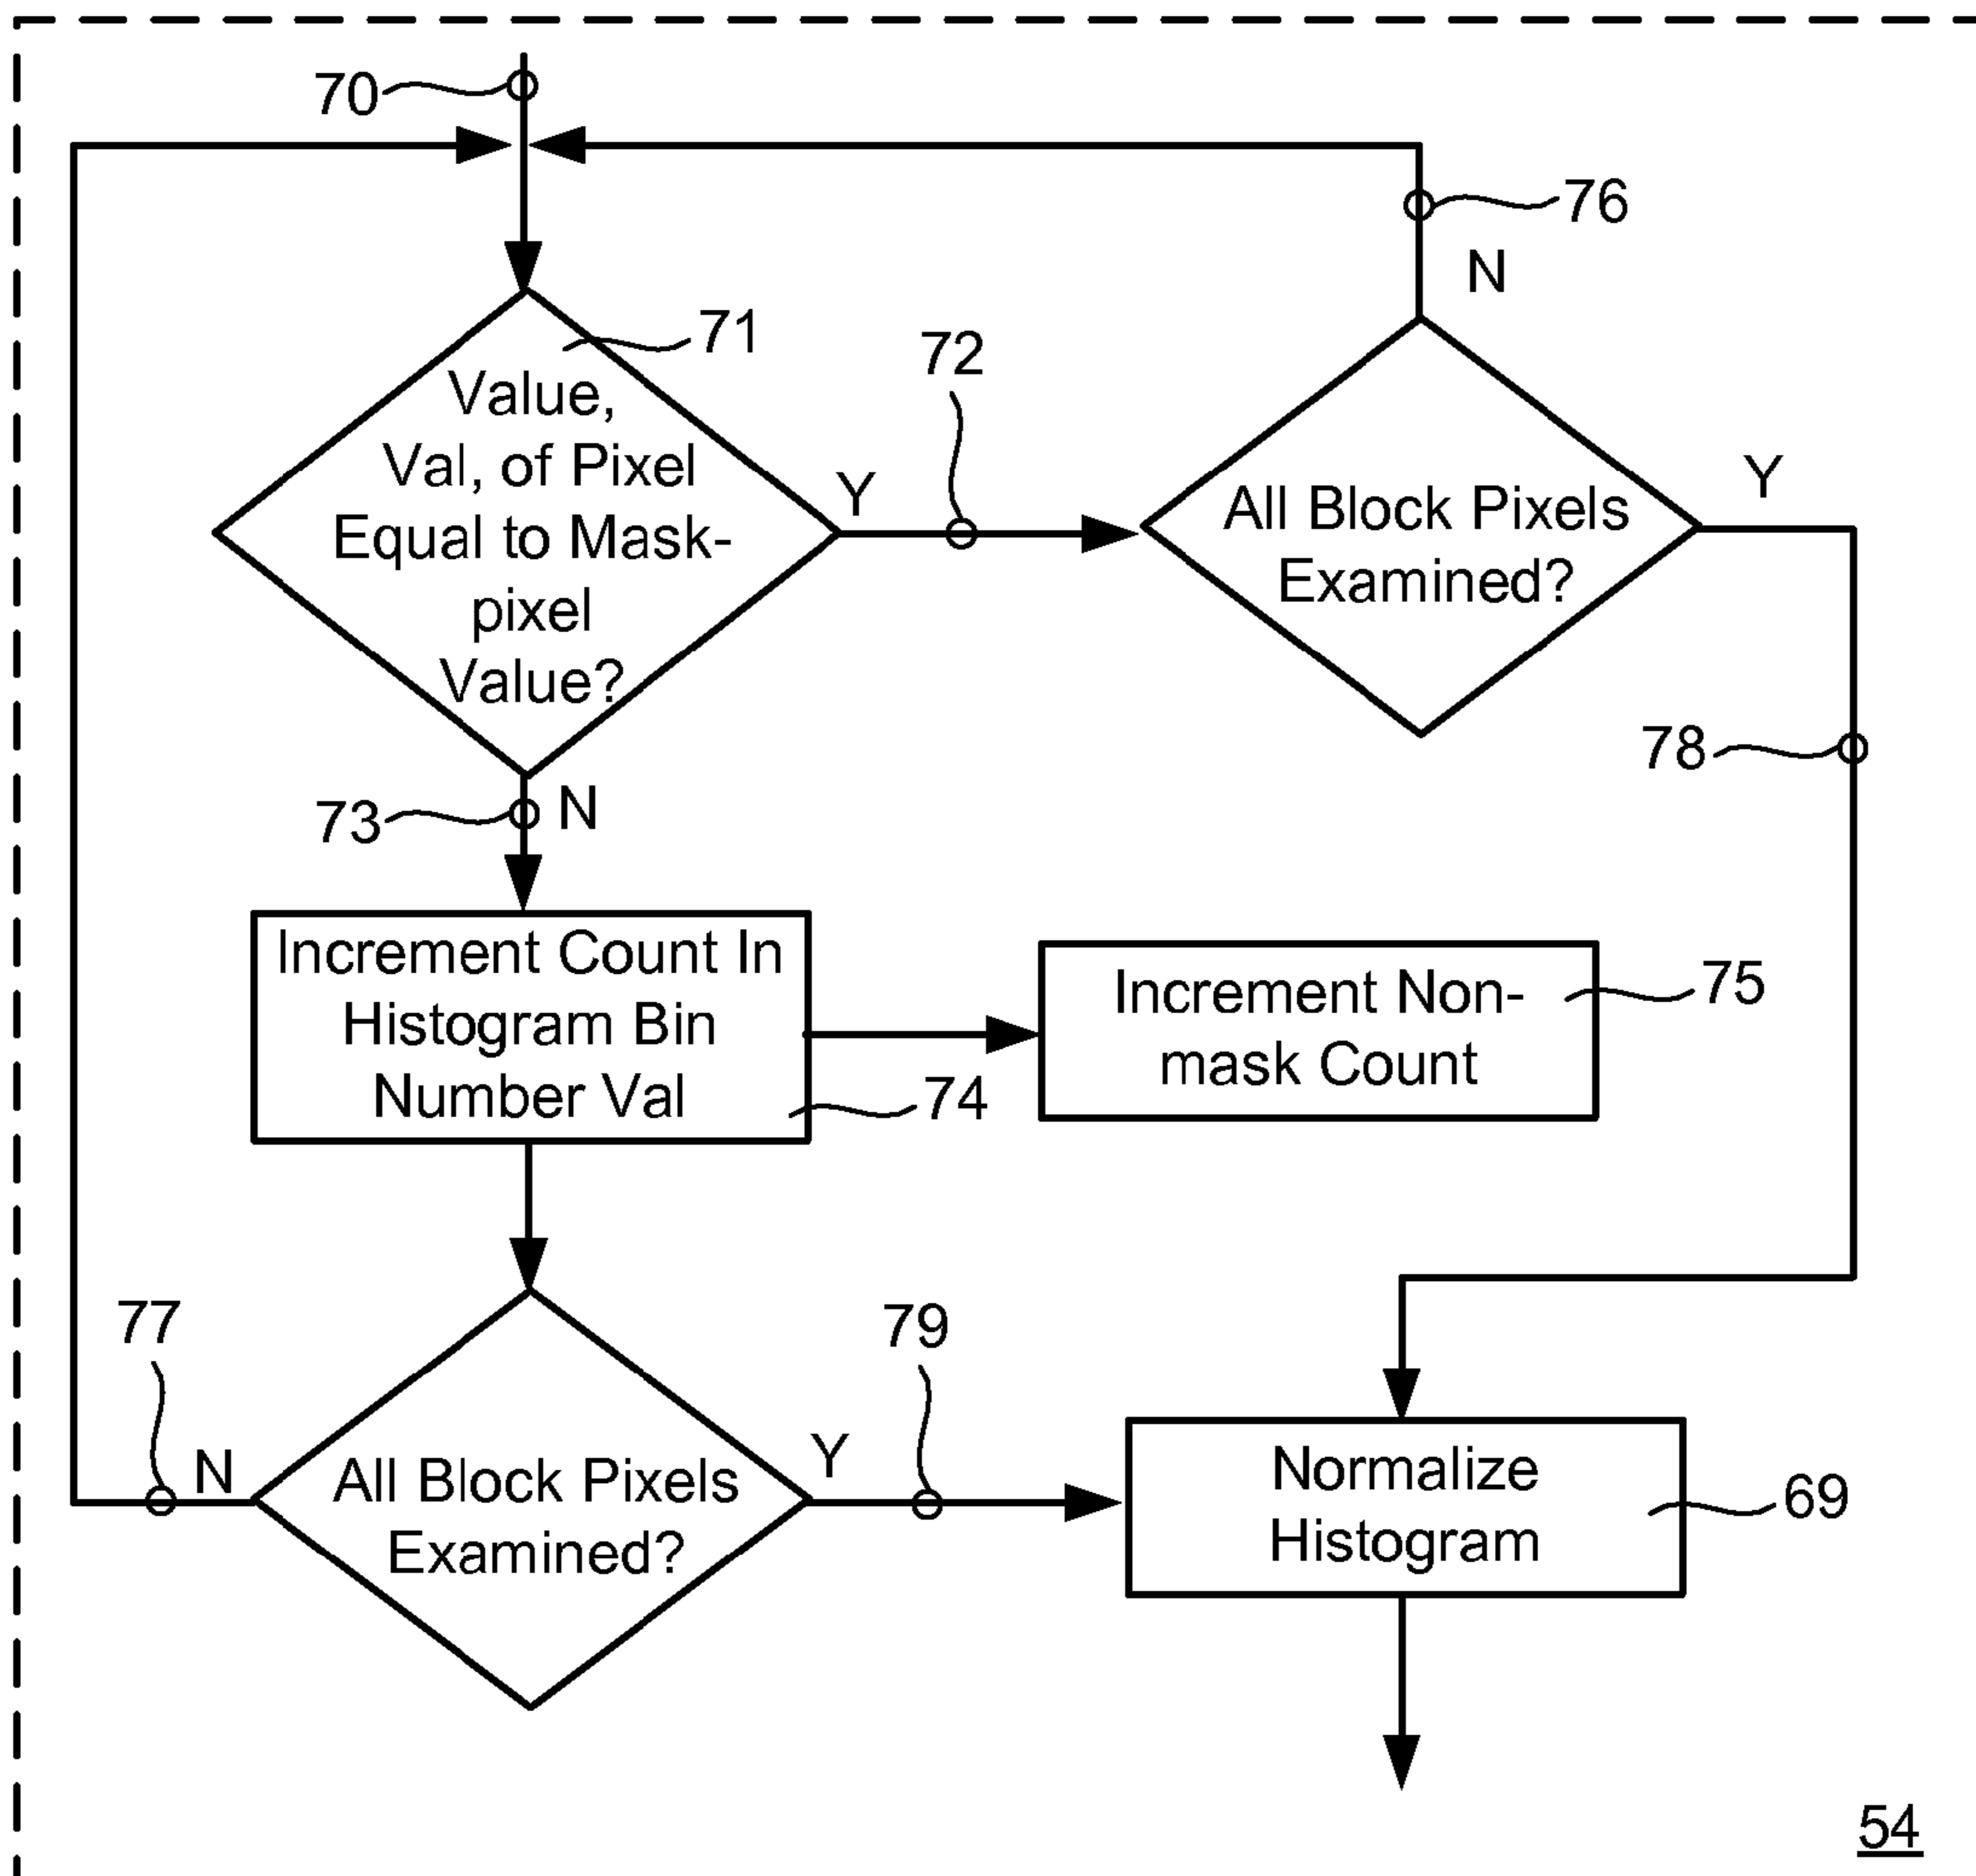 70
76
N
71
Value,
Val, of Pixel
Equal to Mask-
pixel
Value?
72
Y
All Block Pixels
Examined?
Y
78
73
N
Increment Count In
Histogram Bin
Number Val
74
Increment Non-
mask Count
75
77
N
All Block Pixels
Examined?
79
Y
Normalize
Histogram
69
54